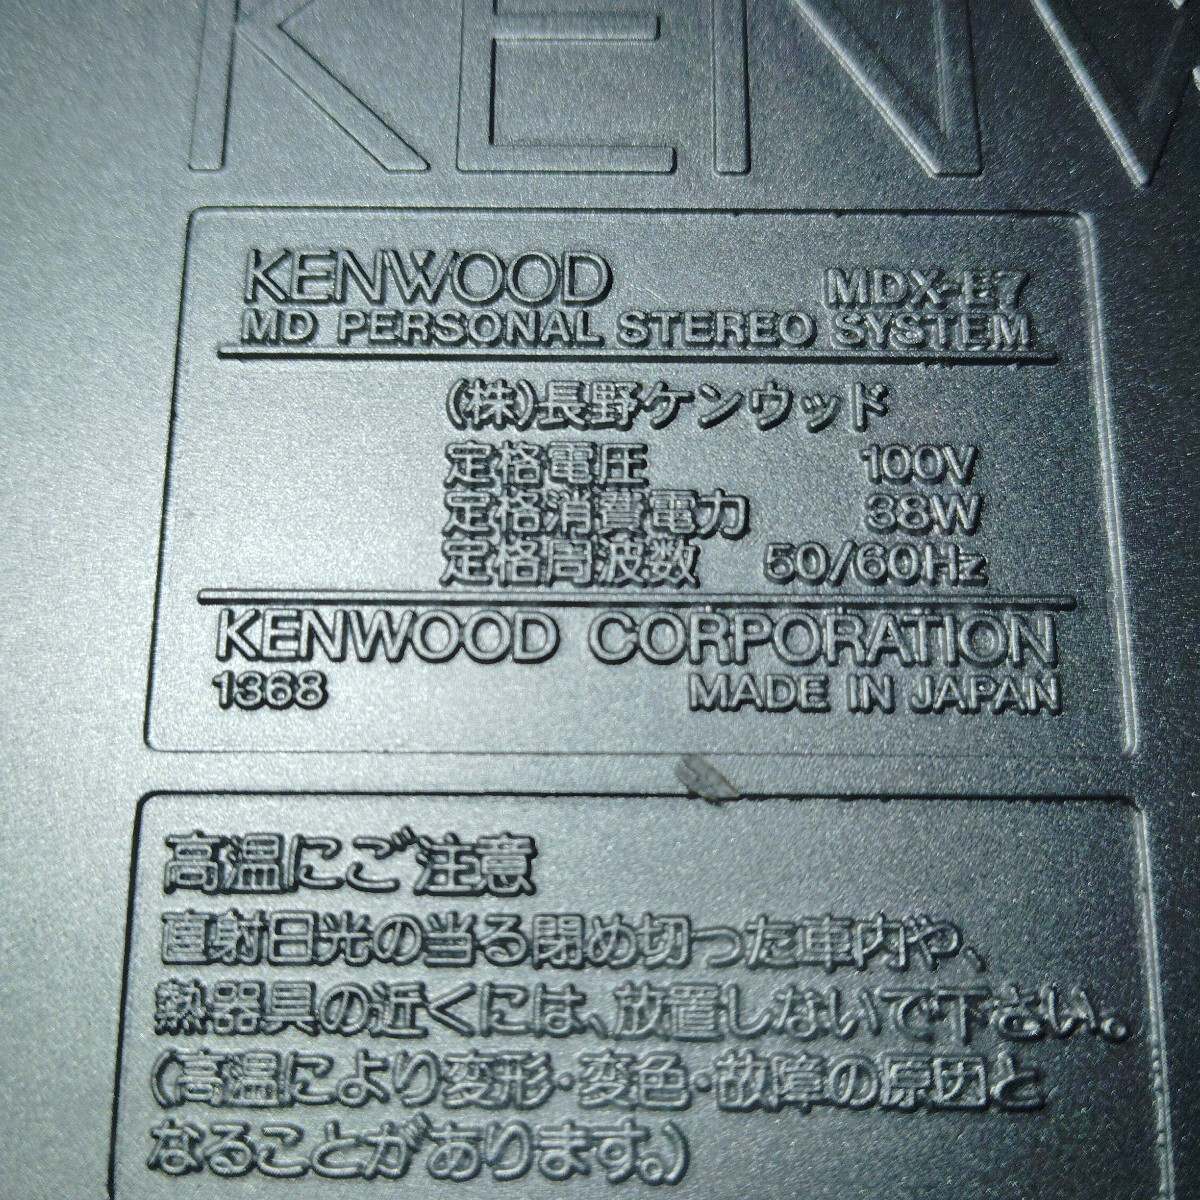 KENW
KENWOOD MDX-E7
MD PERSONAL STEREO SYSTEM
(株)長野ケンウッド
定格電圧 100V
定格消費電力 38W
定格周波数 50/60Hz
KENWOOD CORPORATION
1368 MADE IN JAPAN
高温にご注意
直射日光の当る閉め切った車内や、
熱器具の近くには、放置しないで下さい。
(高温により変形・変色・故障の原因と
なることがあります。)